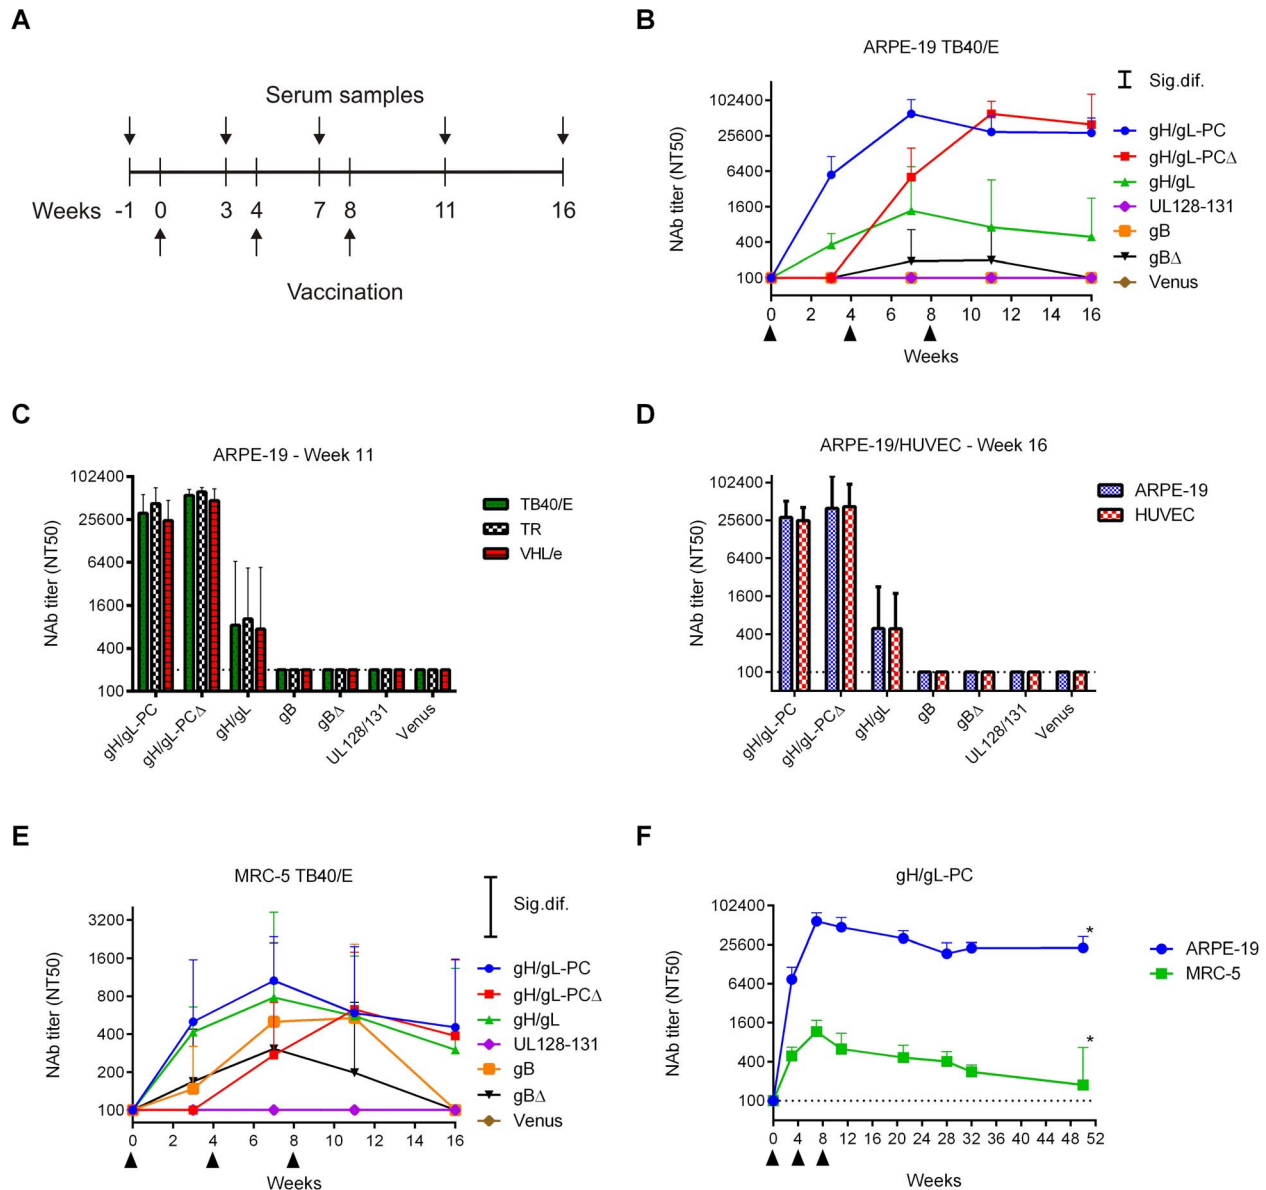 A
Serum samples
Weeks -1 0 3 4 7 8 11 16
Vaccination
B
ARPE-19 TB40/E
NAb titer (NT50)
102400
25600
6400
1600
400
100
0 2 4 6 8 10 12 14 16
Weeks
Sig.dif.
gH/gL-PC
gH/gL-PCΔ
gH/gL
UL128-131
gB
gBΔ
Venus
C
ARPE-19 - Week 11
NAb titer (NT50)
102400
25600
6400
1600
400
100
gH/gL-PC
gH/gL-PCΔ
gH/gL
gB
gBΔ
UL128/131
Venus
TB40/E
TR
VHL/e
D
ARPE-19/HUVEC - Week 16
NAb titer (NT50)
102400
25600
6400
1600
400
100
gH/gL-PC
gH/gL-PCΔ
gH/gL
gB
gBΔ
UL128/131
Venus
ARPE-19
HUVEC
E
MRC-5 TB40/E
NAb titer (NT50)
3200
1600
800
400
200
100
0 2 4 6 8 10 12 14 16
Weeks
Sig.dif.
gH/gL-PC
gH/gL-PCΔ
gH/gL
UL128-131
gB
gBΔ
Venus
F
gH/gL-PC
NAb titer (NT50)
102400
25600
6400
1600
400
100
*
*
0 4 8 12 16 20 24 28 32 36 40 44 48 52
Weeks
ARPE-19
MRC-5